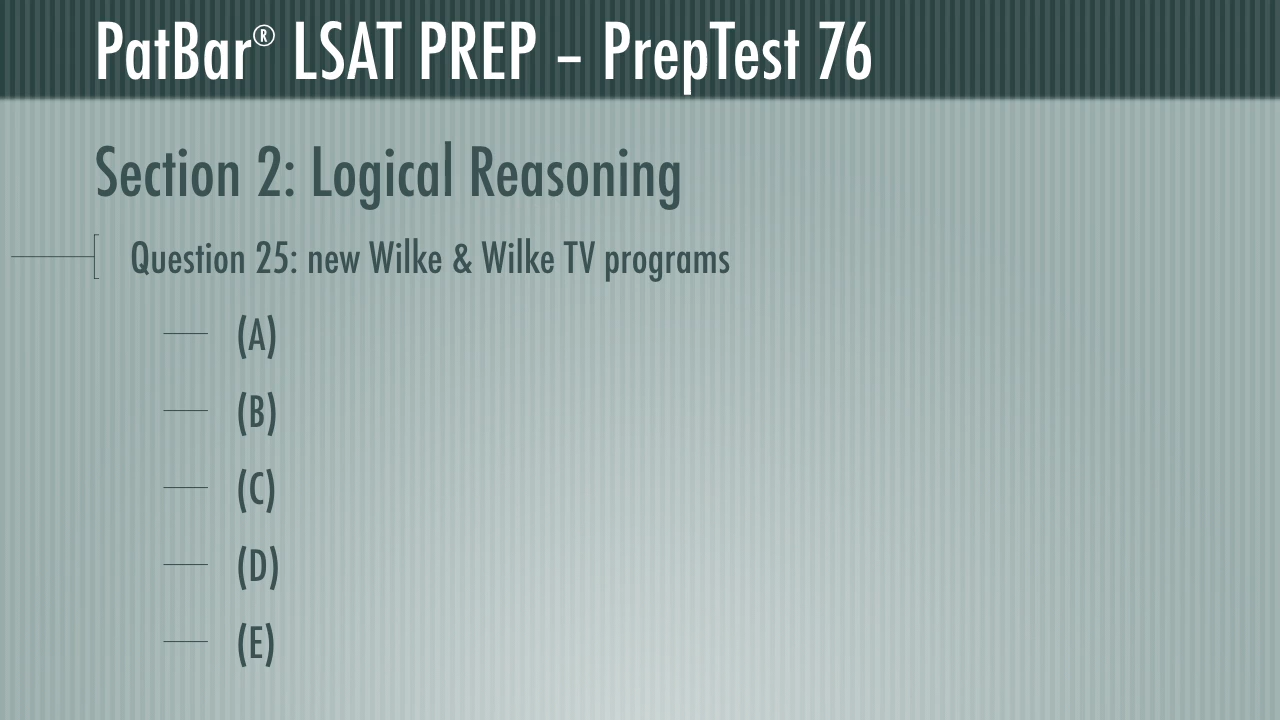 PatBar® LSAT PREP – PrepTest 76
Section 2: Logical Reasoning
Question 25: new Wilke & Wilke TV programs
(A)
(B)
(C)
(D)
(E)